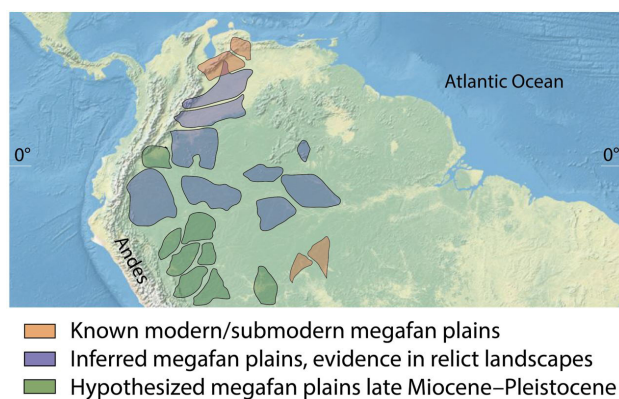 Atlantic Ocean
0° 0°
Andes
Known modern/submodern megafan plains
Inferred megafan plains, evidence in relict landscapes
Hypothesized megafan plains late Miocene–Pleistocene